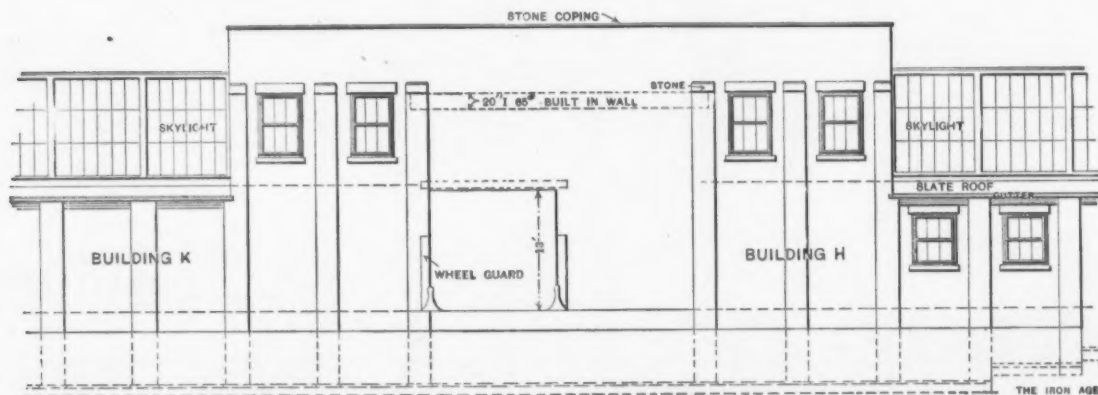 STONE COPING
STONE
20" I 65# BUILT IN WALL
SKYLIGHT
SKYLIGHT
SLATE ROOF
GUTTER
13'
BUILDING K
WHEEL GUARD
BUILDING H
THE IRON AGE